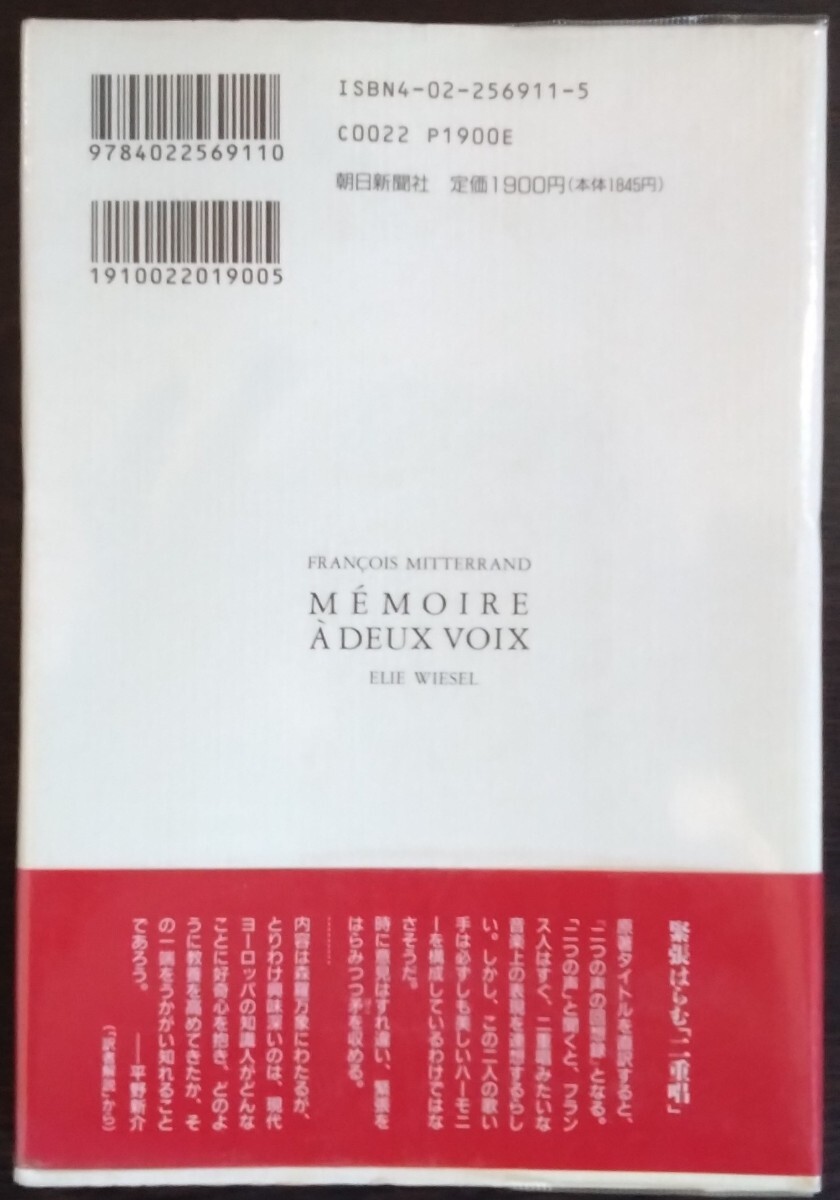 ISBN4-02-256911-5
C0022 P1900E
9784022569110
朝日新聞社 定価1900円(本体1845円)
1910022019005
FRANÇOIS MITTERRAND
MÉMOIRE
À DEUX VOIX
ELIE WIESEL
緊張はらむ「二重唱」
原著タイトルを直訳すると、
「二つの声の回想録」となる。
「二つの声」と聞くと、フラン
ス人はすぐ、二重唱みたいな
音楽上の表現を連想するらし
い。しかし、この二人の歌い
手は必ずしも美しいハーモニ
ーを構成しているわけではな
さそうだ。
時に意見はすれ違い、緊張を
はらみつつ矛を収める。
…………
内容は森羅万象にわたるが、
とりわけ興味深いのは、現代
ヨーロッパの知識人がどんな
ことに好奇心を抱き、どのよ
うに教養を高めてきたか、そ
の一端をうかがい知れること
であろう。 ——平野新介
(「訳者解説」から)